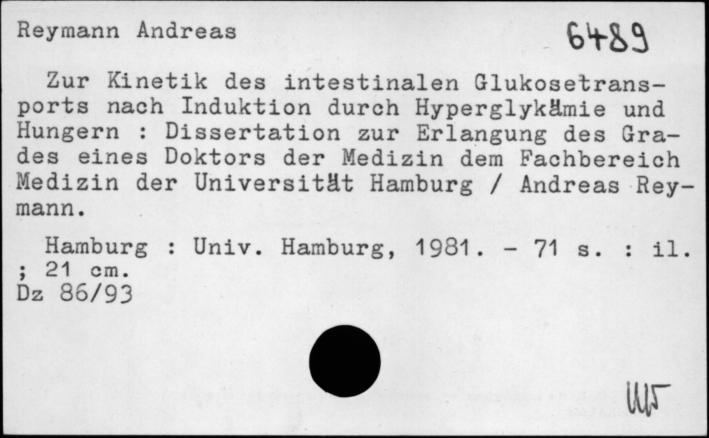 Reymann Andreas 6489
Zur Kinetik des intestinalen Glukosetrans-
ports nach Induktion durch Hyperglykämie und
Hungern : Dissertation zur Erlangung des Gra-
des eines Doktors der Medizin dem Fachbereich
Medizin der Universität Hamburg / Andreas Rey-
mann.
Hamburg : Univ. Hamburg, 1981. - 71 s. : il.
; 21 cm.
Dz 86/93